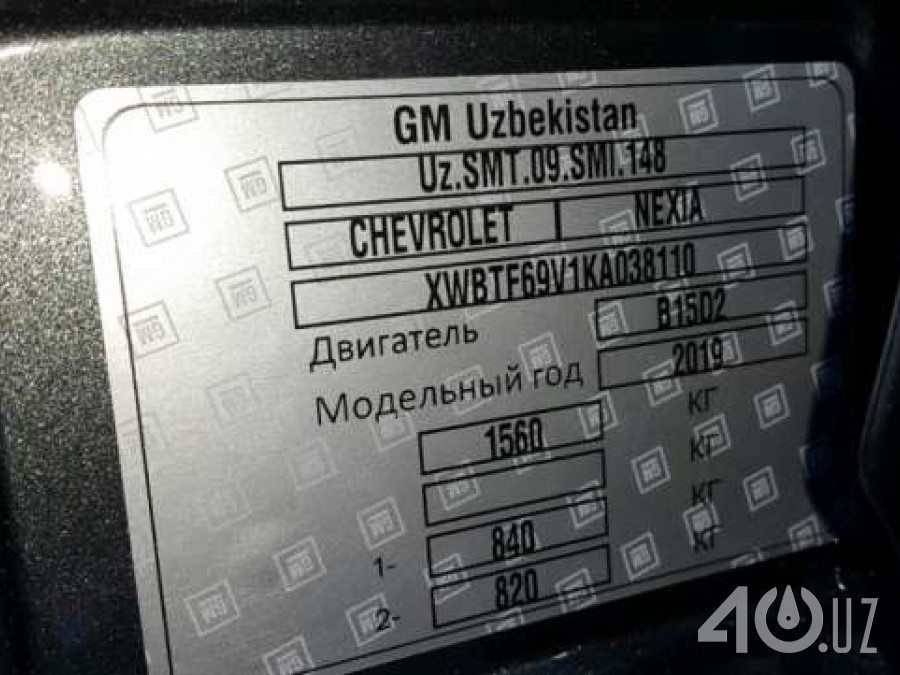 GM Uzbekistan
Uz.SMT.09.SMI.148
CHEVROLET NEXIA
XWBTF69V1KA038110
Двигатель B15D2
Модельный год 2019
1560 кг
кг
1- 840 кг
2- 820 кг
40.UZ